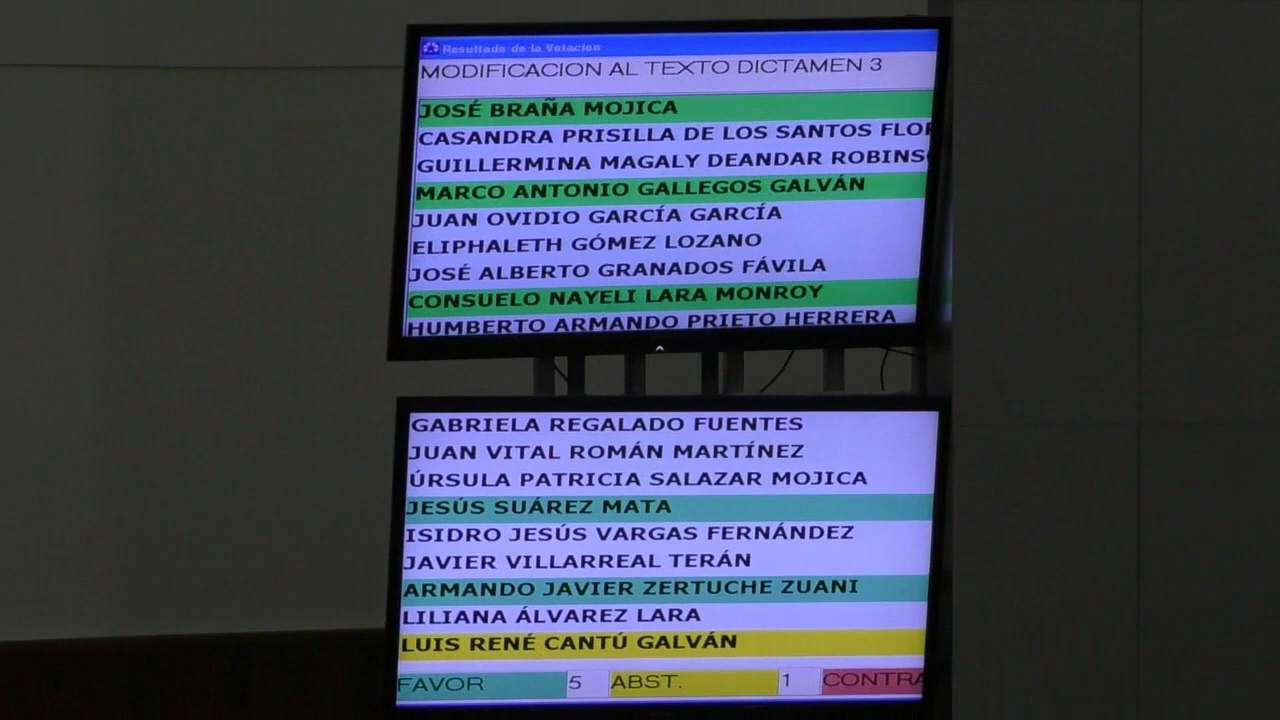 Resultado de la Votacion
MODIFICACION AL TEXTO DICTAMEN 3
JOSÉ BRAÑA MOJICA
CASANDRA PRISILLA DE LOS SANTOS FLOR
GUILLERMINA MAGALY DEANDAR ROBINSO
MARCO ANTONIO GALLEGOS GALVÁN
JUAN OVIDIO GARCÍA GARCÍA
ELIPHALETH GÓMEZ LOZANO
JOSÉ ALBERTO GRANADOS FÁVILA
CONSUELO NAYELI LARA MONROY
HUMBERTO ARMANDO PRIETO HERRERA
GABRIELA REGALADO FUENTES
JUAN VITAL ROMÁN MARTÍNEZ
ÚRSULA PATRICIA SALAZAR MOJICA
JESÚS SUÁREZ MATA
ISIDRO JESÚS VARGAS FERNÁNDEZ
JAVIER VILLARREAL TERÁN
ARMANDO JAVIER ZERTUCHE ZUANI
LILIANA ÁLVAREZ LARA
LUIS RENÉ CANTÚ GALVÁN
FAVOR 5 ABST. 1 CONTRA